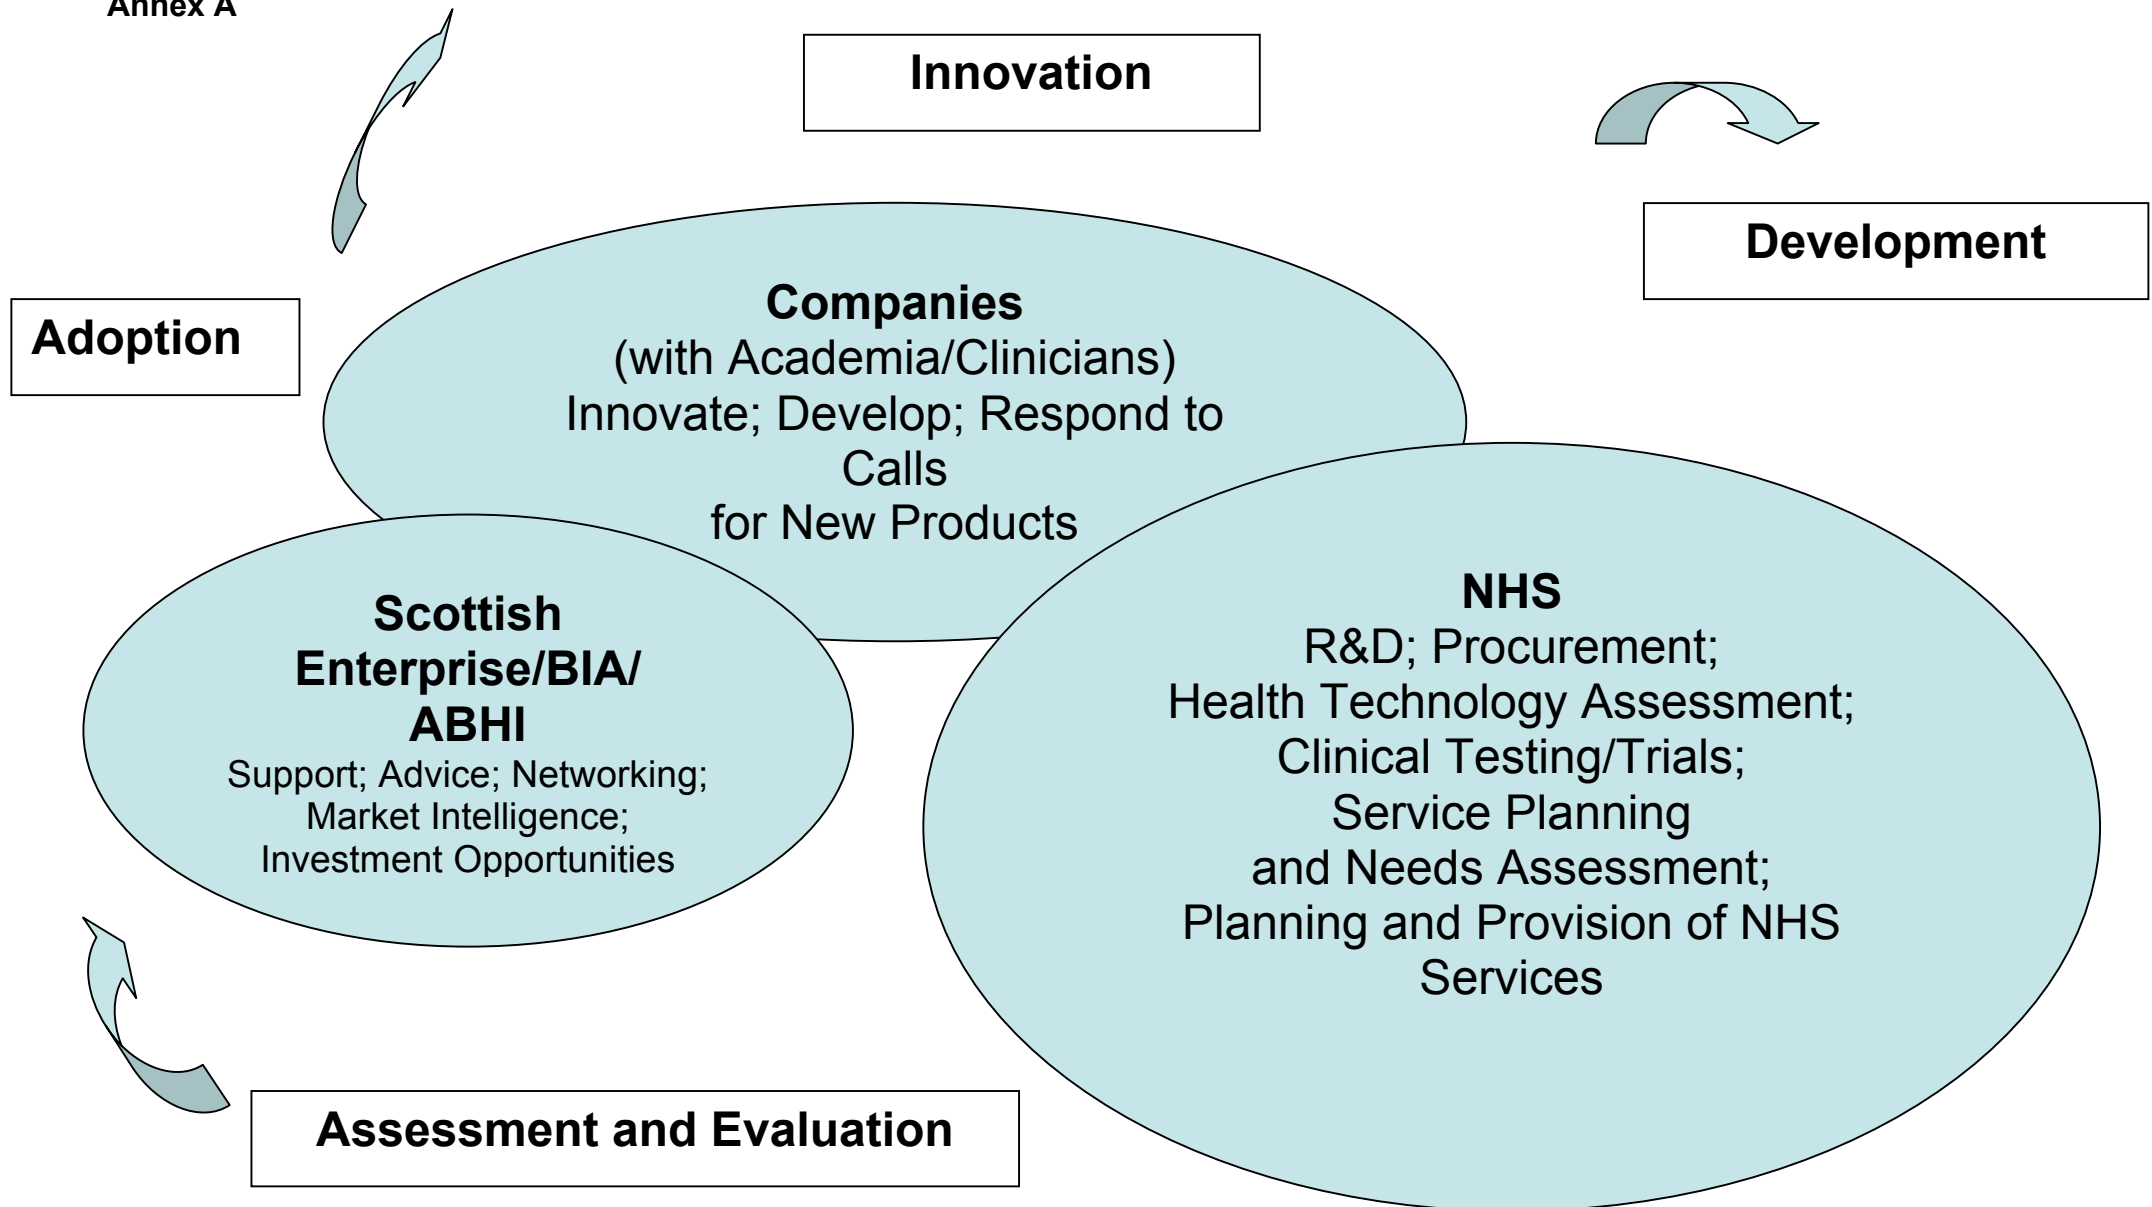 Annex A
Innovation
Development
Adoption
Companies
(with Academia/Clinicians)
Innovate; Develop; Respond to
Calls
for New Products
Scottish
Enterprise/BIA/
ABHI
Support; Advice; Networking;
Market Intelligence;
Investment Opportunities
NHS
R&D; Procurement;
Health Technology Assessment;
Clinical Testing/Trials;
Service Planning
and Needs Assessment;
Planning and Provision of NHS
Services
Assessment and Evaluation